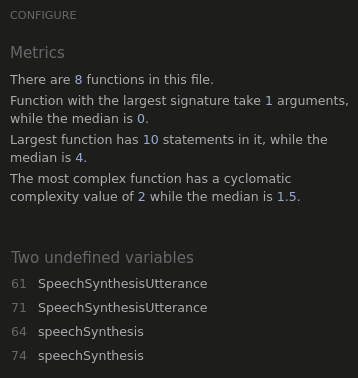 CONFIGURE
Metrics
There are 8 functions in this file.
Function with the largest signature take 1 arguments,
while the median is 0.
Largest function has 10 statements in it, while the
median is 4.
The most complex function has a cyclomatic
complexity value of 2 while the median is 1.5.
Two undefined variables
61 SpeechSynthesisUtterance
71 SpeechSynthesisUtterance
64 speechSynthesis
74 speechSynthesis